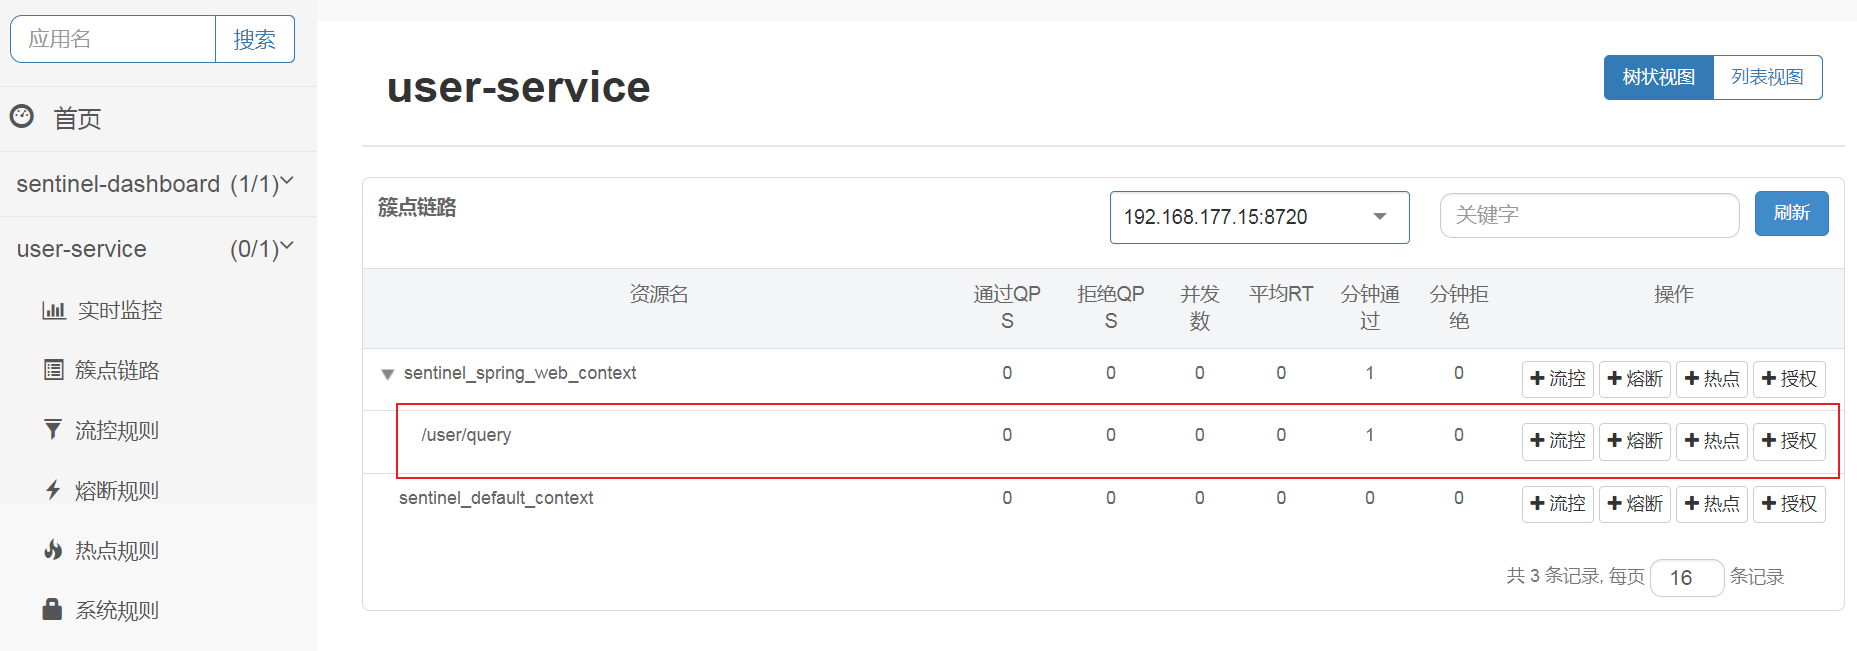 应用名 搜索
首页
sentinel-dashboard (1/1)
user-service (0/1)
实时监控
簇点链路
流控规则
熔断规则
热点规则
系统规则
user-service
树状视图 列表视图
簇点链路 192.168.177.15:8720 关键字 刷新
资源名 通过QPS 拒绝QPS 并发数 平均RT 分钟通过 分钟拒绝 操作
sentinel_spring_web_context 0 0 0 0 1 0 流控 熔断 热点 授权
/user/query 0 0 0 0 1 0 流控 熔断 热点 授权
sentinel_default_context 0 0 0 0 0 0 流控 熔断 热点 授权
共 3 条记录, 每页 16 条记录